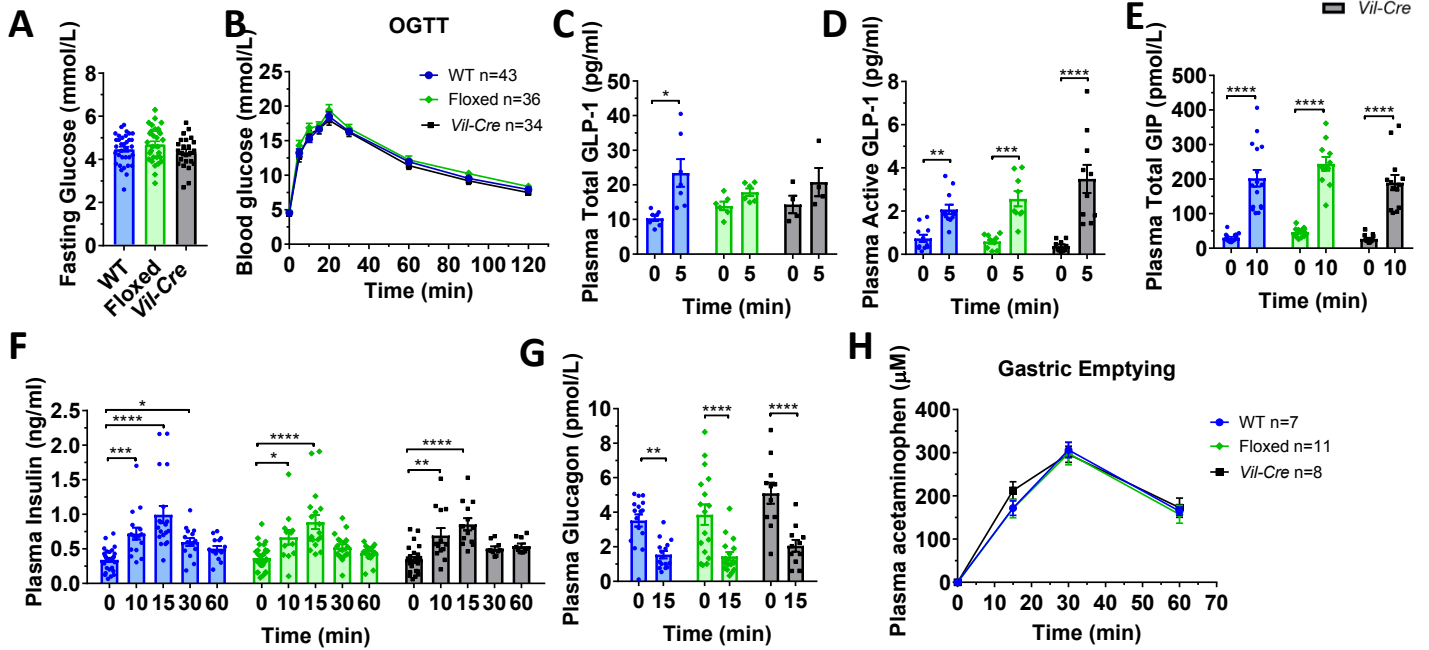 Vil-Cre
A
Fasting Glucose (mmol/L)
8
6
4
2
0
WT
Floxed
Vil-Cre
B
OGTT
Blood glucose (mmol/L)
25
20
15
10
5
0
WT n=43
Floxed n=36
Vil-Cre n=34
0 20 40 60 80 100 120
Time (min)
C
Plasma Total GLP-1 (pg/ml)
50
40
30
20
10
0
*
0 5 0 5 0 5
Time (min)
D
Plasma Active GLP-1 (pg/ml)
8
6
4
2
0
** *** ****
0 5 0 5 0 5
Time (min)
E
Plasma Total GIP (pmol/L)
500
400
300
200
100
0
**** **** ****
0 10 0 10 0 10
Time (min)
F
Plasma Insulin (ng/ml)
2.5
2.0
1.5
1.0
0.5
0.0
*
****
***
****
*
****
**
0 10 15 30 60 0 10 15 30 60 0 10 15 30 60
Time (min)
G
Plasma Glucagon (pmol/L)
10
8
6
4
2
0
** **** ****
0 15 0 15 0 15
Time (min)
H
Gastric Emptying
Plasma acetaminophen (µM)
400
300
200
100
0
WT n=7
Floxed n=11
Vil-Cre n=8
0 10 20 30 40 50 60 70
Time (min)